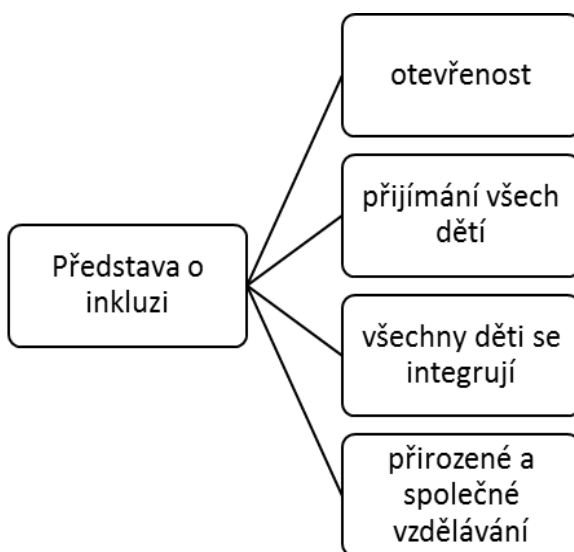 otevřenost
přijímání všech
dětí
Představa o
inkluzi
všechny děti se
integrují
přirozené a
společné
vzdělávání